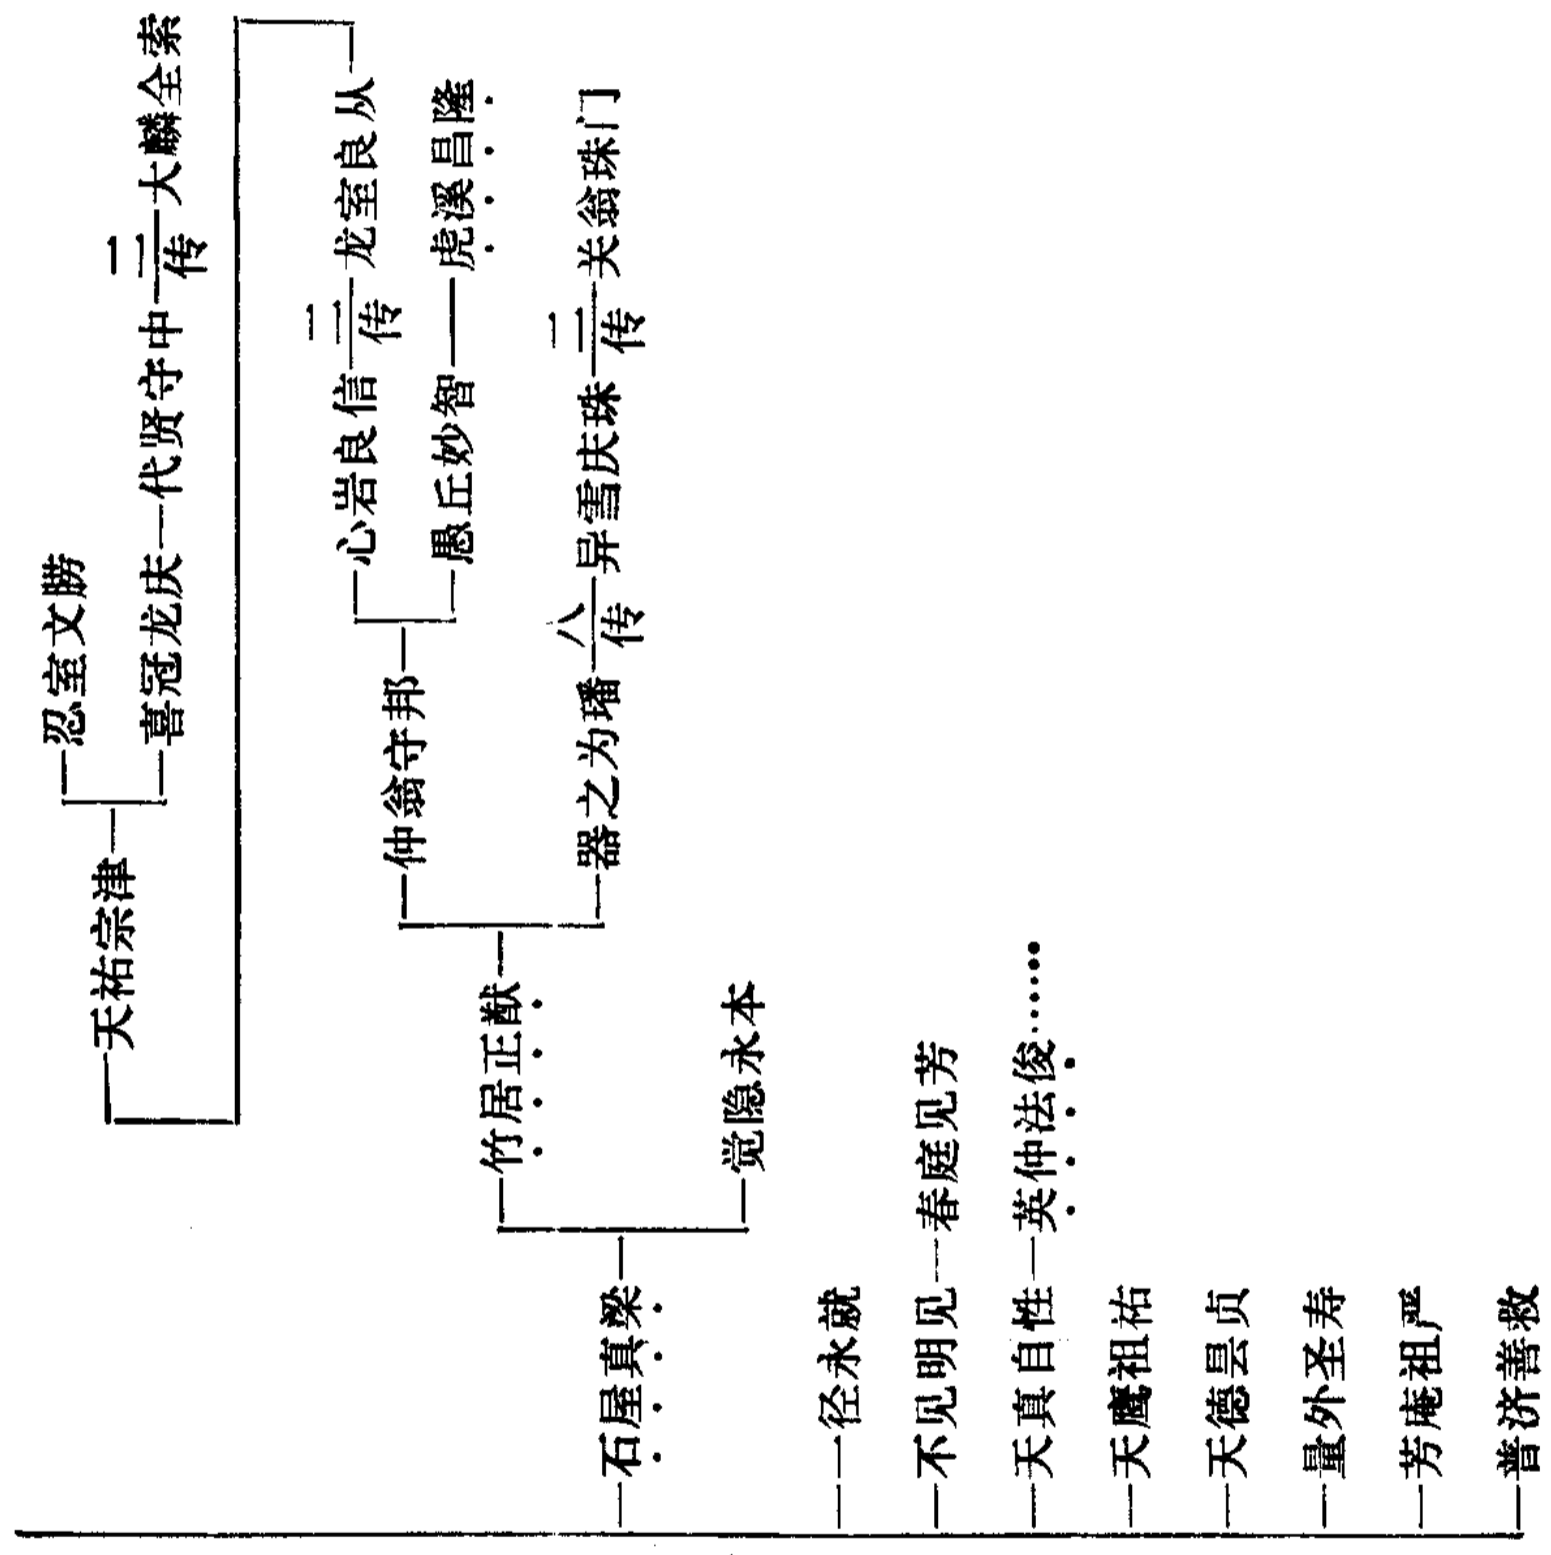 忍室文勝
天祐宗津
喜冠龙庆
代贤守中
二传
大麟全索
心岩良信
二传
龙室良从
仲翁守邦
愚丘妙智
虎溪昌隆
竹居正猷
器之为璠
八传
异雪庆珠
二传
关翁珠门
石屋真梁
觉隐永本
一径永就
不见明见
春庭见芳
天真自性
英仲法俊……
天鹰祖祐
天德昙贞
量外圣寿
芳庵祖严
普济善救